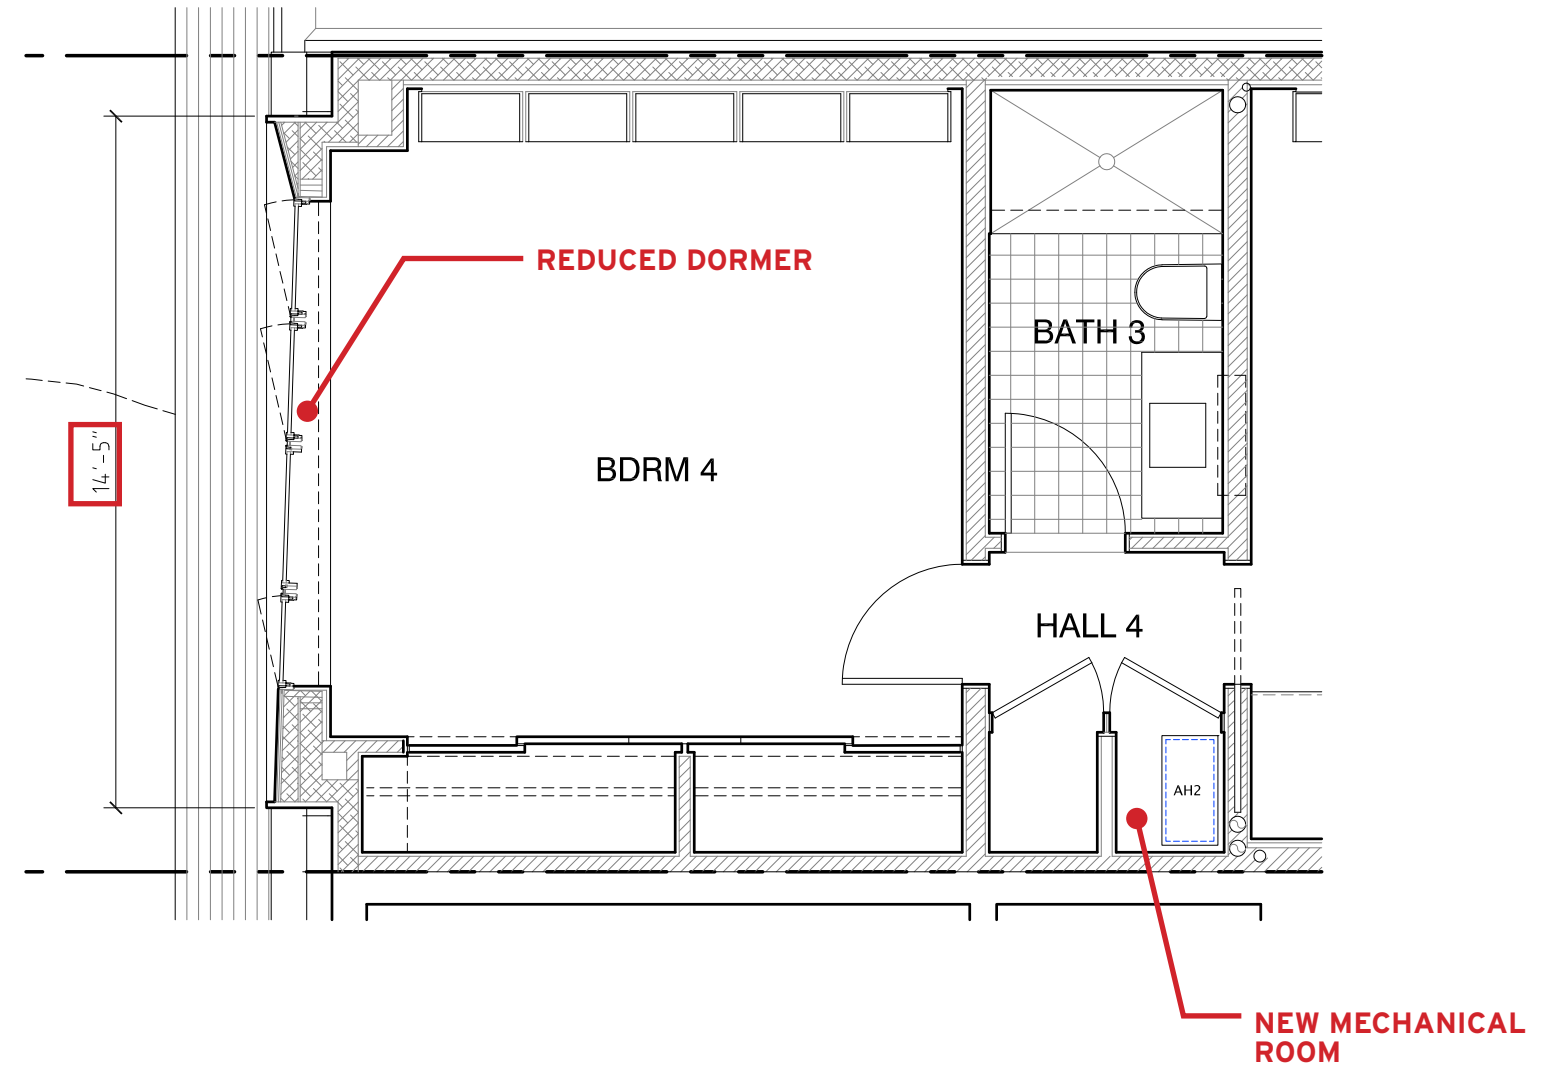 REDUCED DORMER
BATH 3
14'-5"
BDRM 4
HALL 4
AH2
NEW MECHANICAL
ROOM